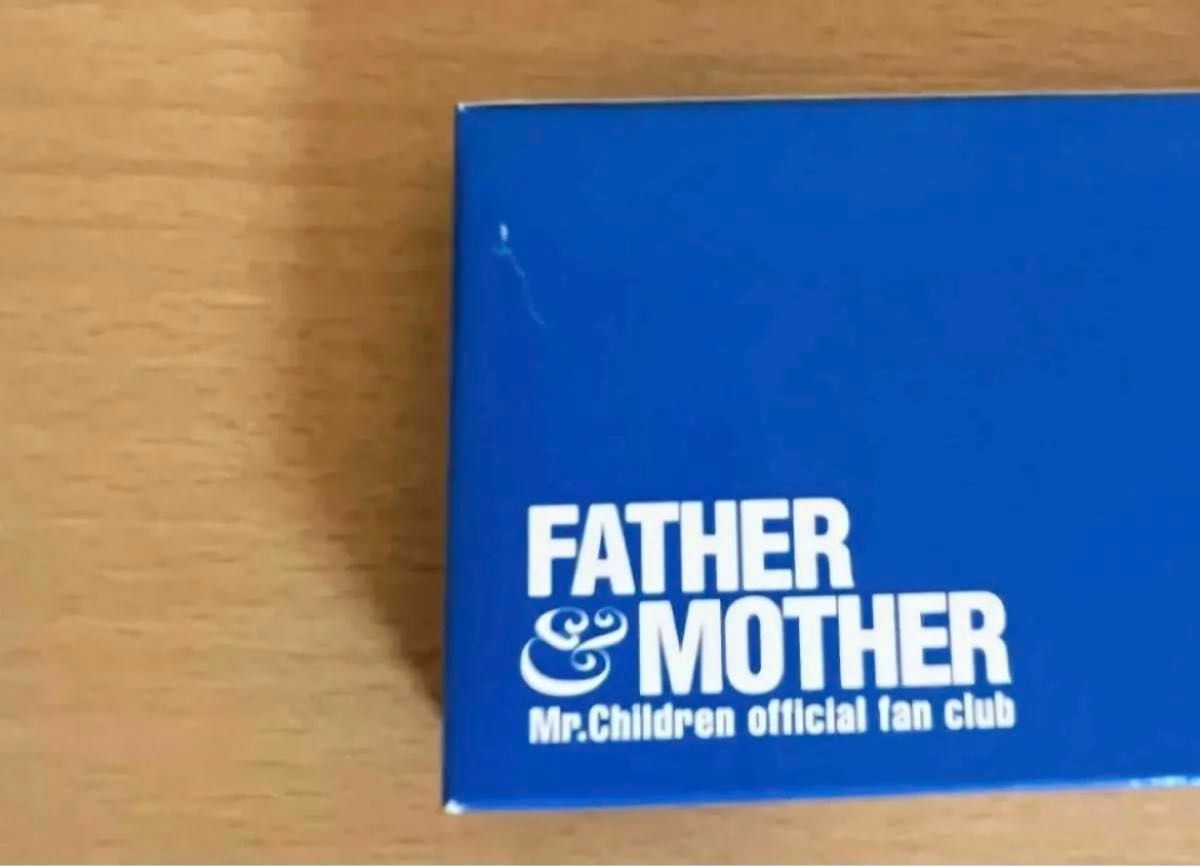 FATHER
& MOTHER
Mr.Children official fan club